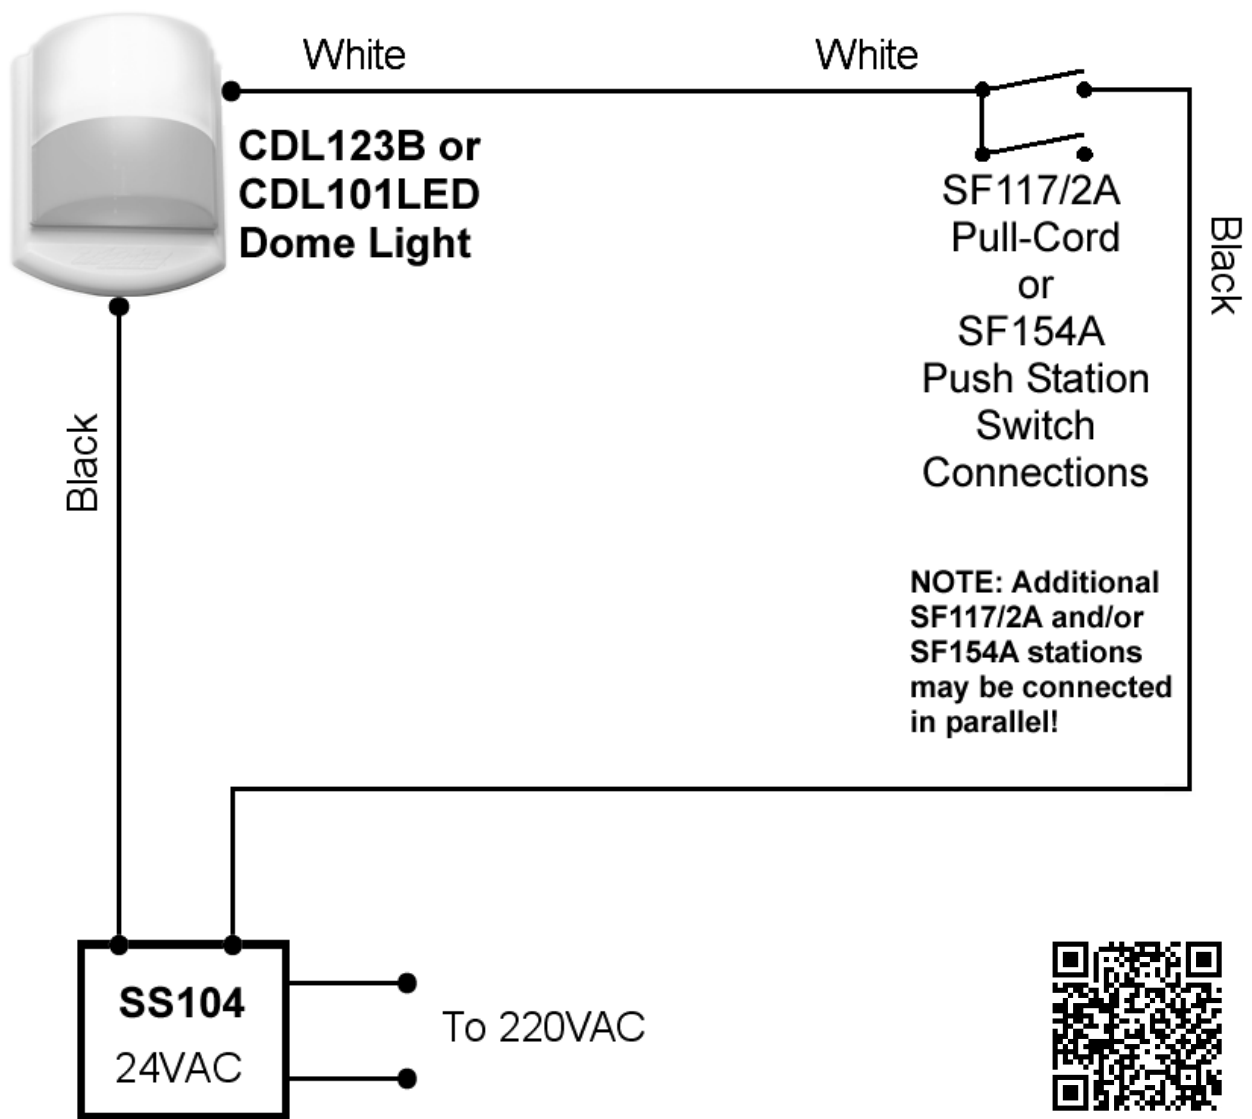 White
White
CDL123B or
CDL101LED
Dome Light
SF117/2A
Pull-Cord
or
SF154A
Push Station
Switch
Connections
Black
Black
NOTE: Additional
SF117/2A and/or
SF154A stations
may be connected
in parallel!
SS104
24VAC
To 220VAC